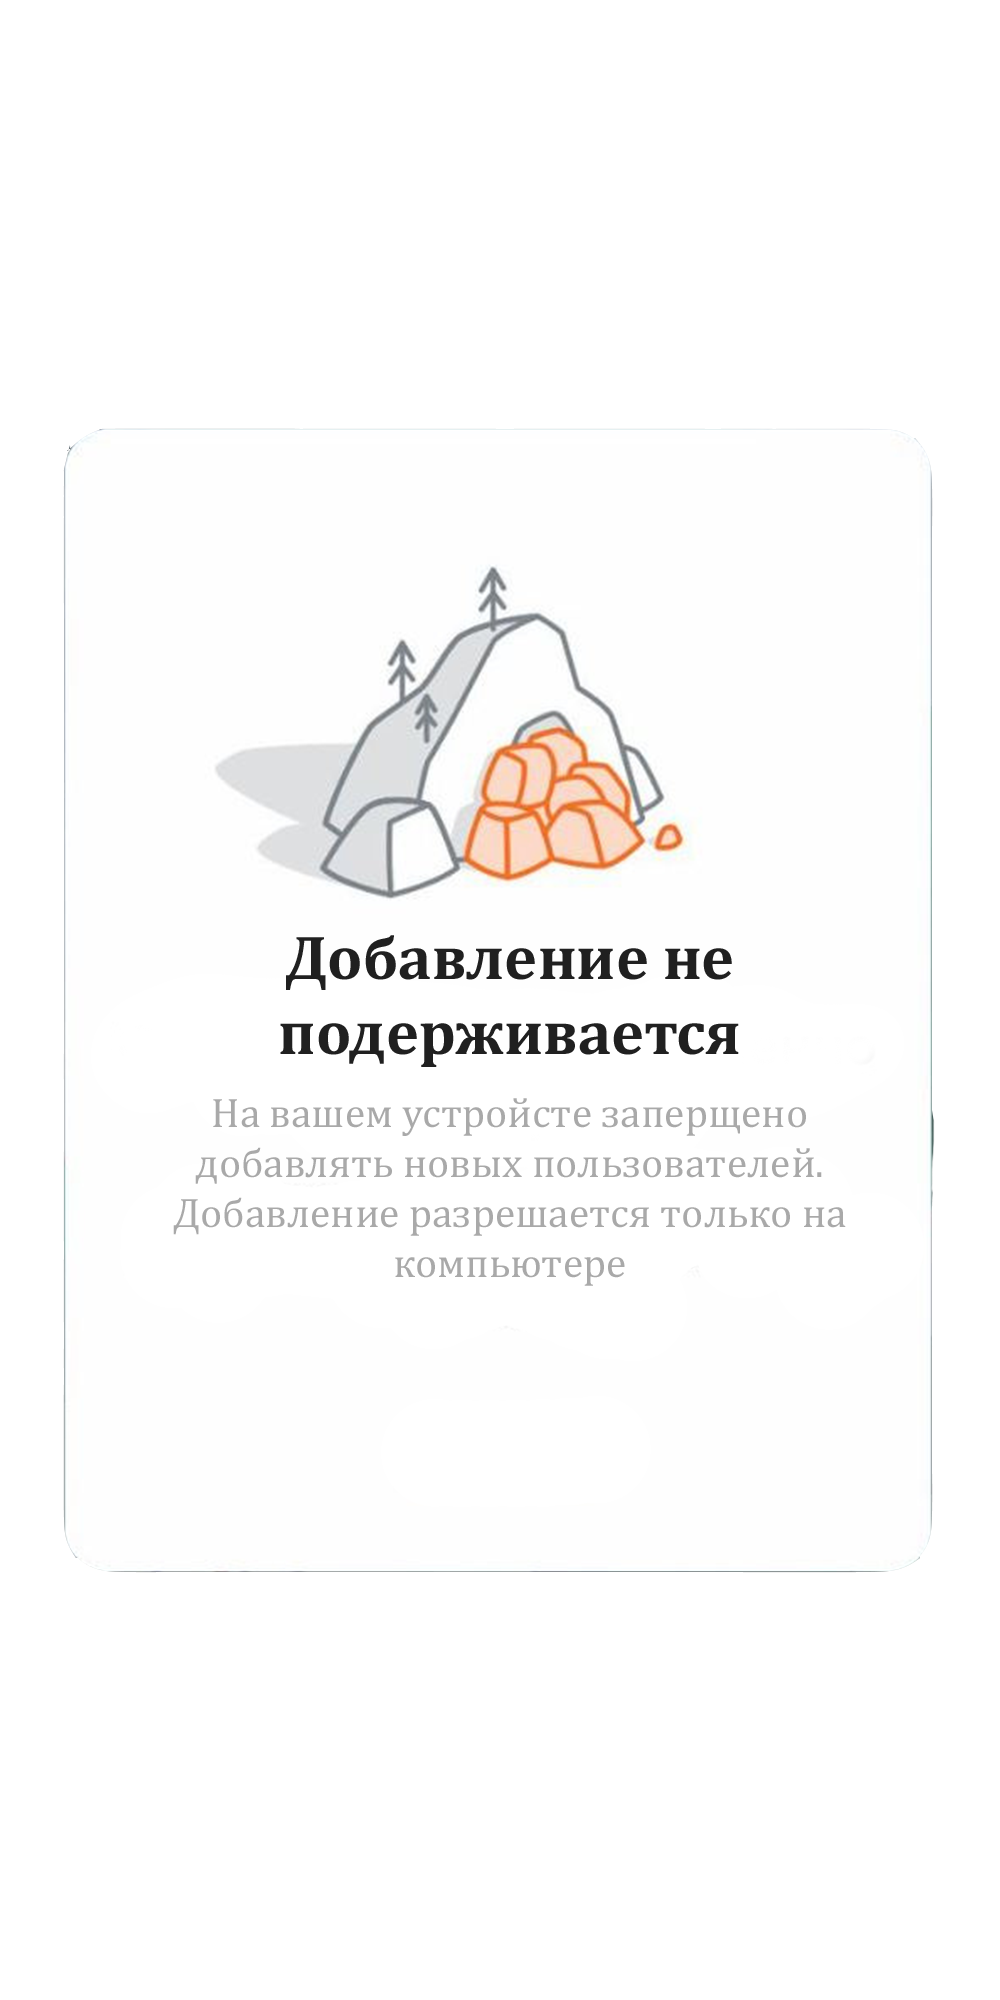 Добавление не
подерживается
На вашем устройсте заперщено
добавлять новых пользователей.
Добавление разрешается только на
компьютере